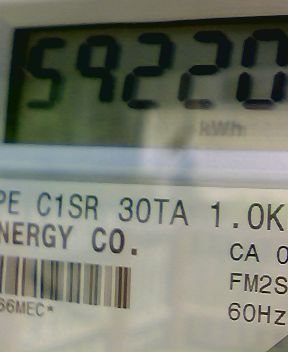 59220
kWh
PE C1SR 30TA 1.0K
NERGY CO.
CA 0
FM2S
66MEC*
60Hz